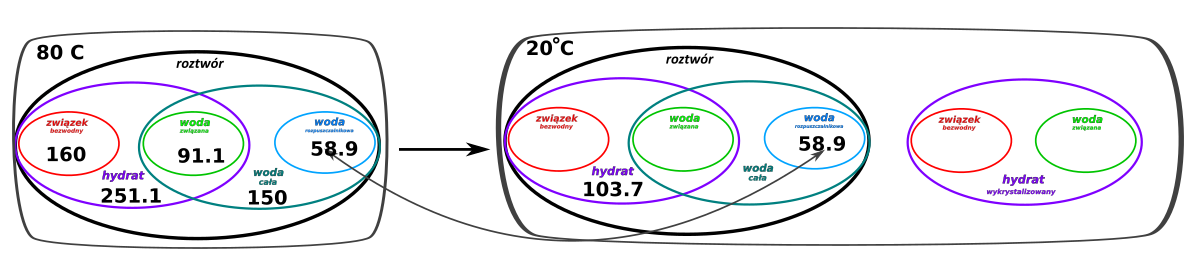 80 C
roztwór
związek
bezwodny
160
woda
związana
91.1
woda
rozpuszczalnikowa
58.9
hydrat
251.1
woda
cała
150
20°C
roztwór
związek
bezwodny
woda
związana
woda
rozpuszczalnikowa
58.9
hydrat
103.7
woda
cała
związek
bezwodny
woda
związana
hydrat
wykrystalizowany